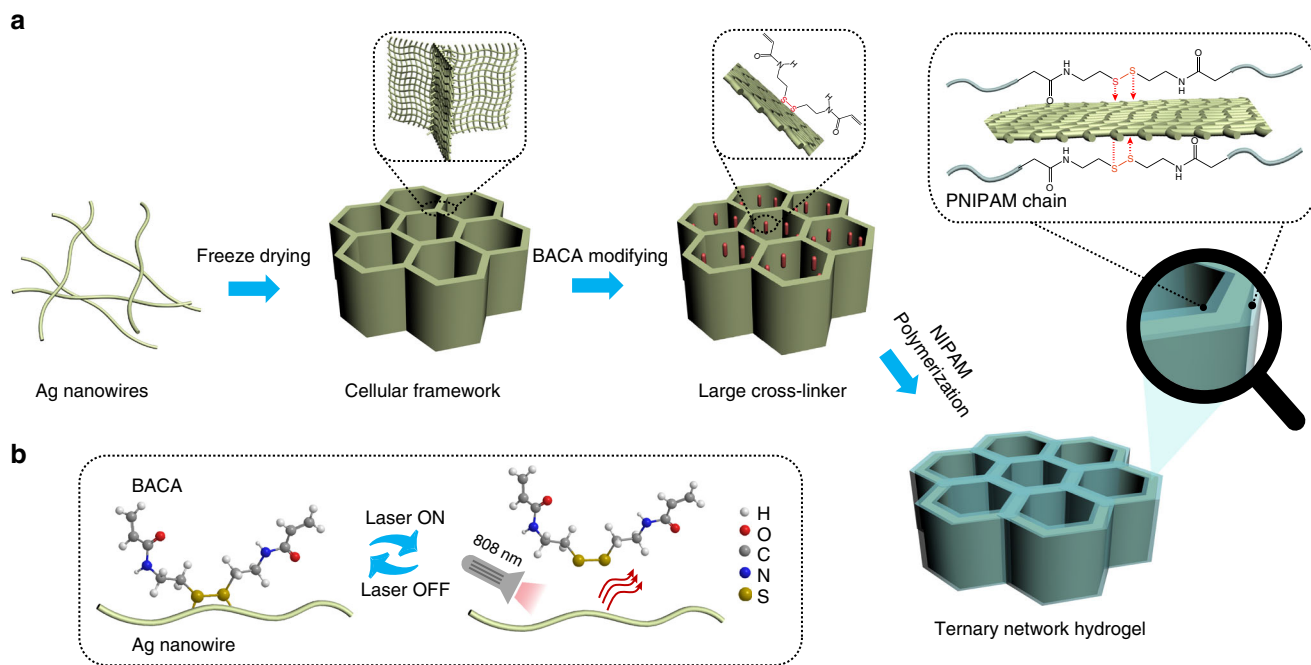 a
O
N
H
S
S
N
H
O
O
N
H
S
S
H
N
O
O
N
H
S
S
N
H
O
PNIPAM chain
Freeze drying
BACA modifying
NIPAM
Polymerization
Ag nanowires
Cellular framework
Large cross-linker
b
BACA
Laser ON
Laser OFF
808 nm
H
O
C
N
S
Ag nanowire
Ternary network hydrogel